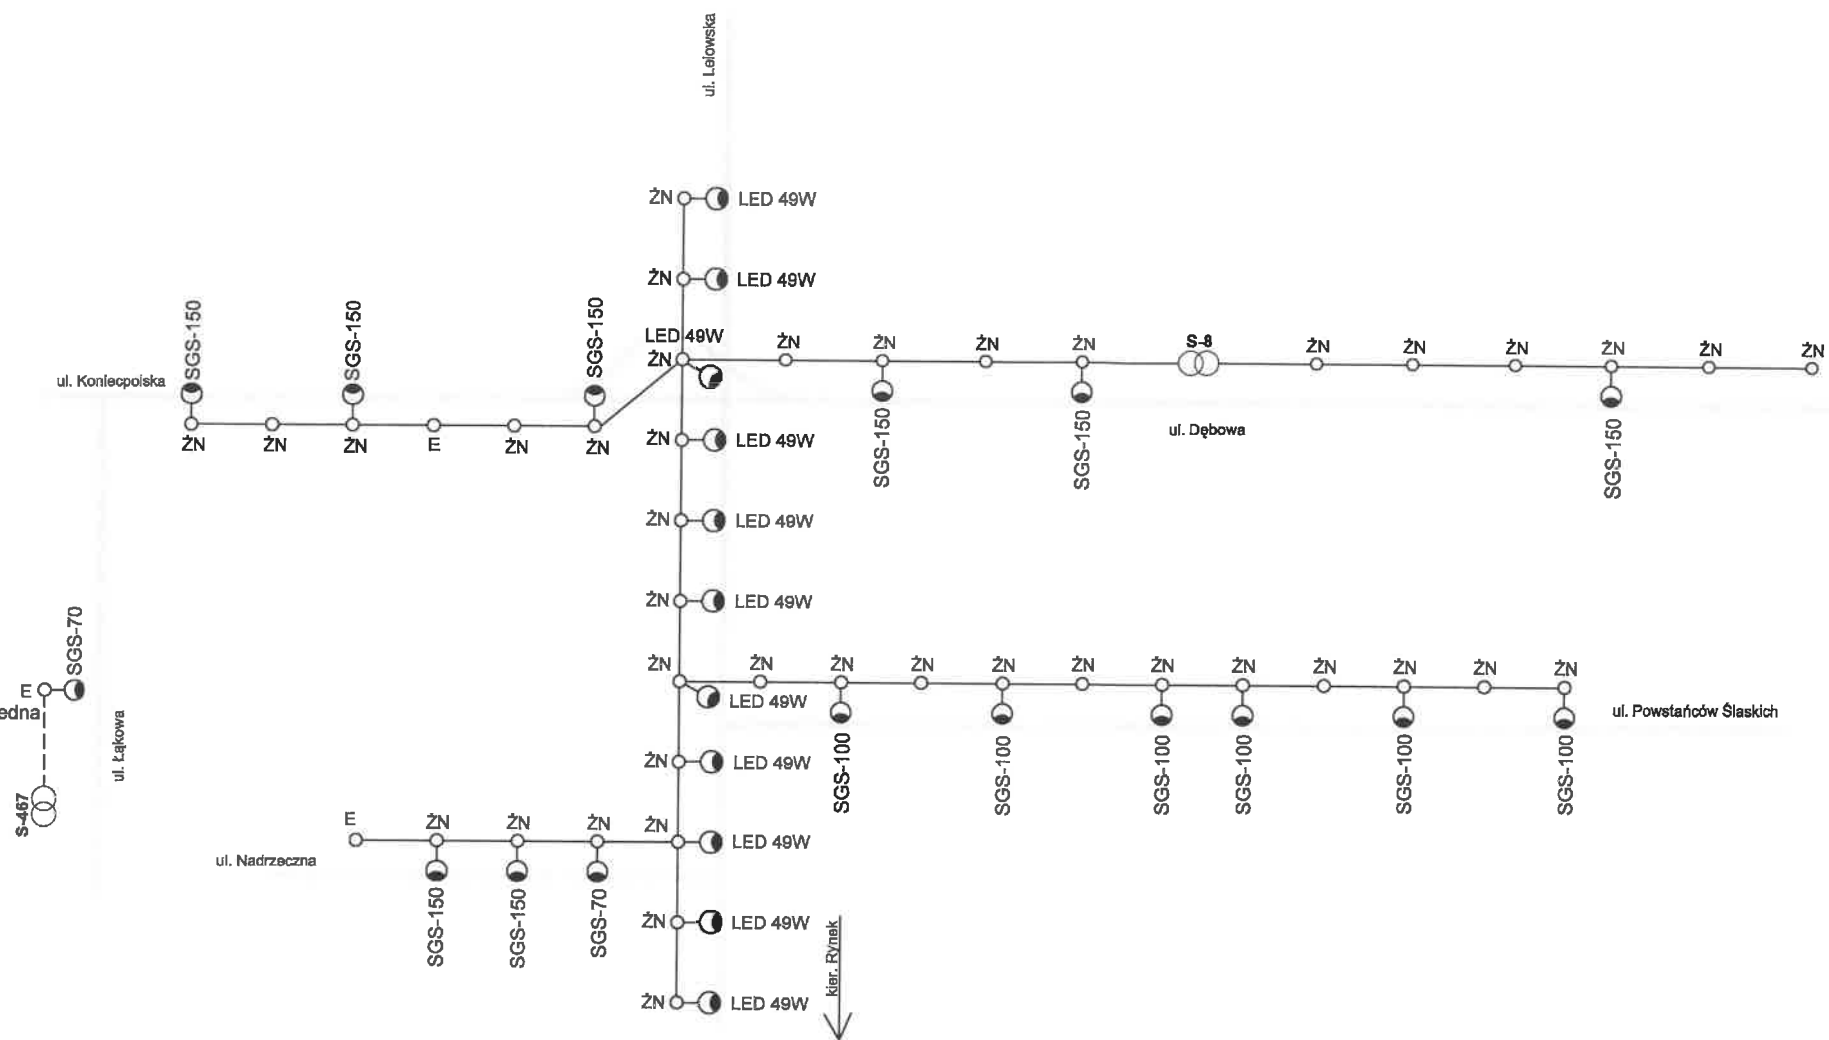 ul. Lelowska
ŻN LED 49W
ŻN LED 49W
LED 49W
ŻN
ŻN ŻN ŻN ŻN S-8 ŻN ŻN ŻN ŻN ŻN ŻN
SGS-150 SGS-150 SGS-150
ul. Koniecpolska
ŻN ŻN ŻN E ŻN ŻN
SGS-150 SGS-150 SGS-150
ul. Dębowa
ŻN LED 49W
ŻN LED 49W
ŻN LED 49W
ŻN ŻN ŻN ŻN ŻN ŻN ŻN ŻN ŻN ŻN ŻN ŻN
LED 49W
SGS-100 SGS-100 SGS-100 SGS-100 SGS-100 SGS-100
ul. Powstańców Ślaskich
SGS-70
E
edna
S-467
ul. Łąkowa
ŻN LED 49W
E ŻN ŻN ŻN ŻN LED 49W
ul. Nadrzeczna
SGS-150 SGS-150 SGS-70
ŻN LED 49W
ŻN LED 49W
kier. Rynek